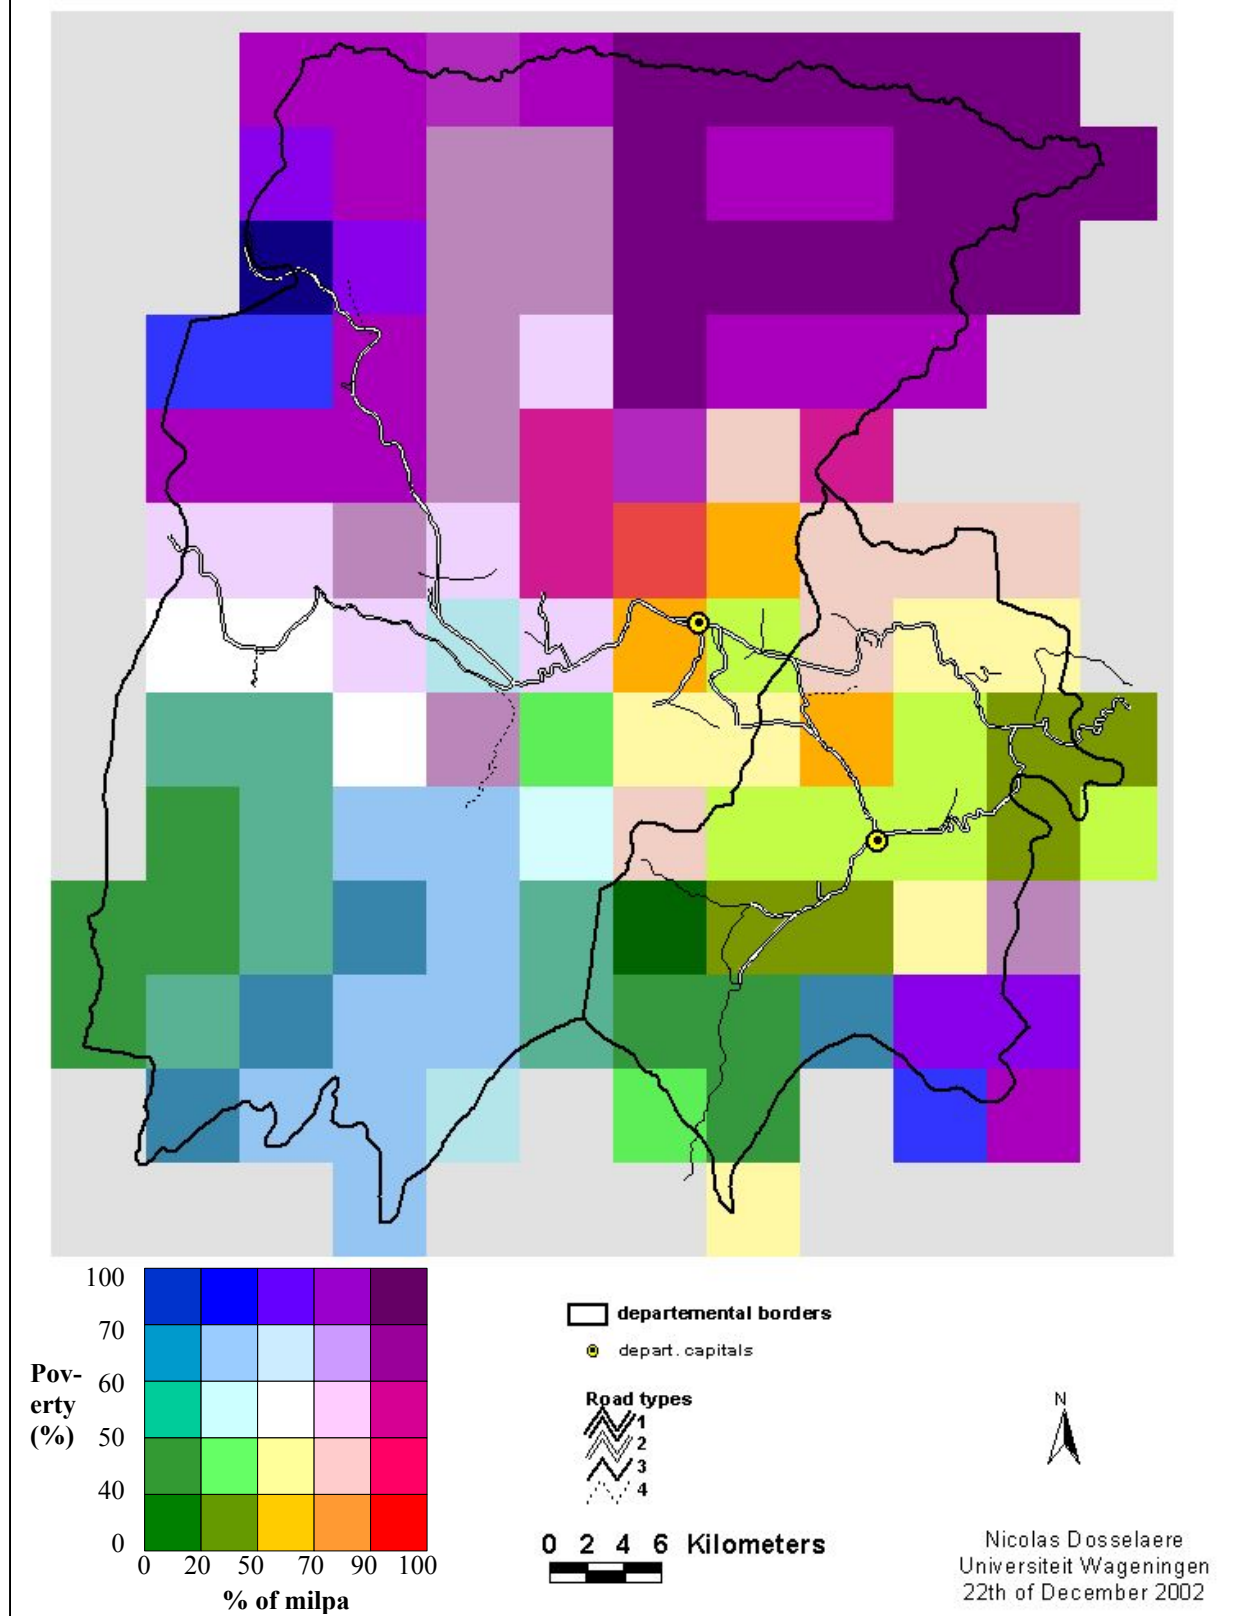 100
70
60
50
40
0
Pov-
erty
(%)
0 20 50 70 90 100
% of milpa
departemental borders
depart. capitals
Road types
1
2
3
4
0 2 4 6 Kilometers
N
Nicolas Dosselaere
Universiteit Wageningen
22th of December 2002